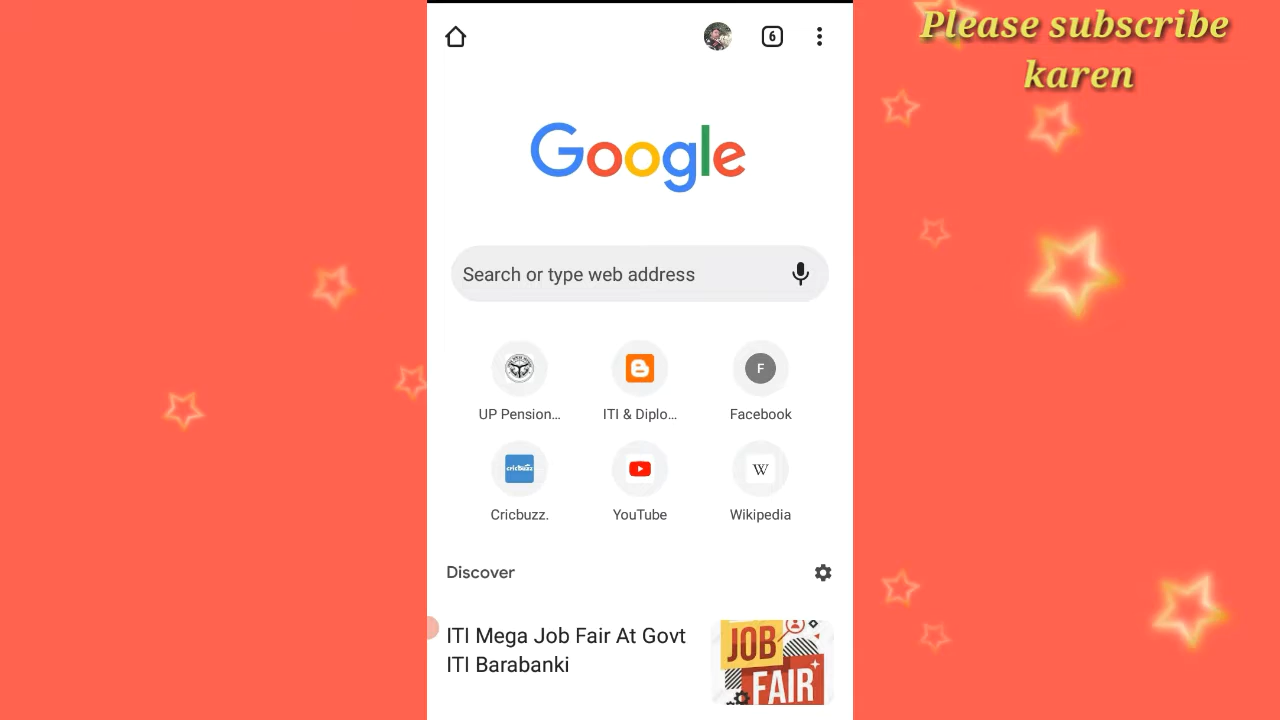 Please subscribe
karen
6
Google
Search or type web address
UP Pension...
ITI & Diplo...
F
Facebook
cricbuzz
Cricbuzz.
YouTube
W
Wikipedia
Discover
ITI Mega Job Fair At Govt
ITI Barabanki
JOB
FAIR